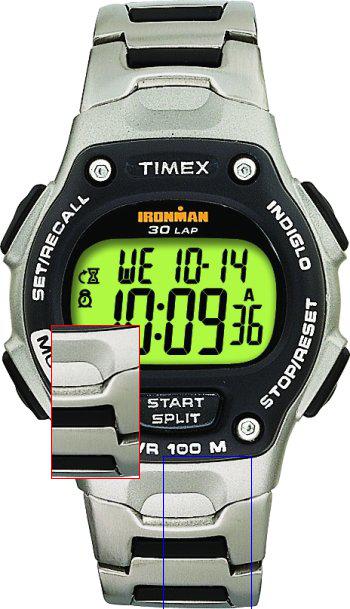 TIMEX
IRONMAN
30 LAP
SET/RECALL
INDIGLO
WE 10-14
10:09 36
A
STOP/RESET
START
SPLIT
100 M